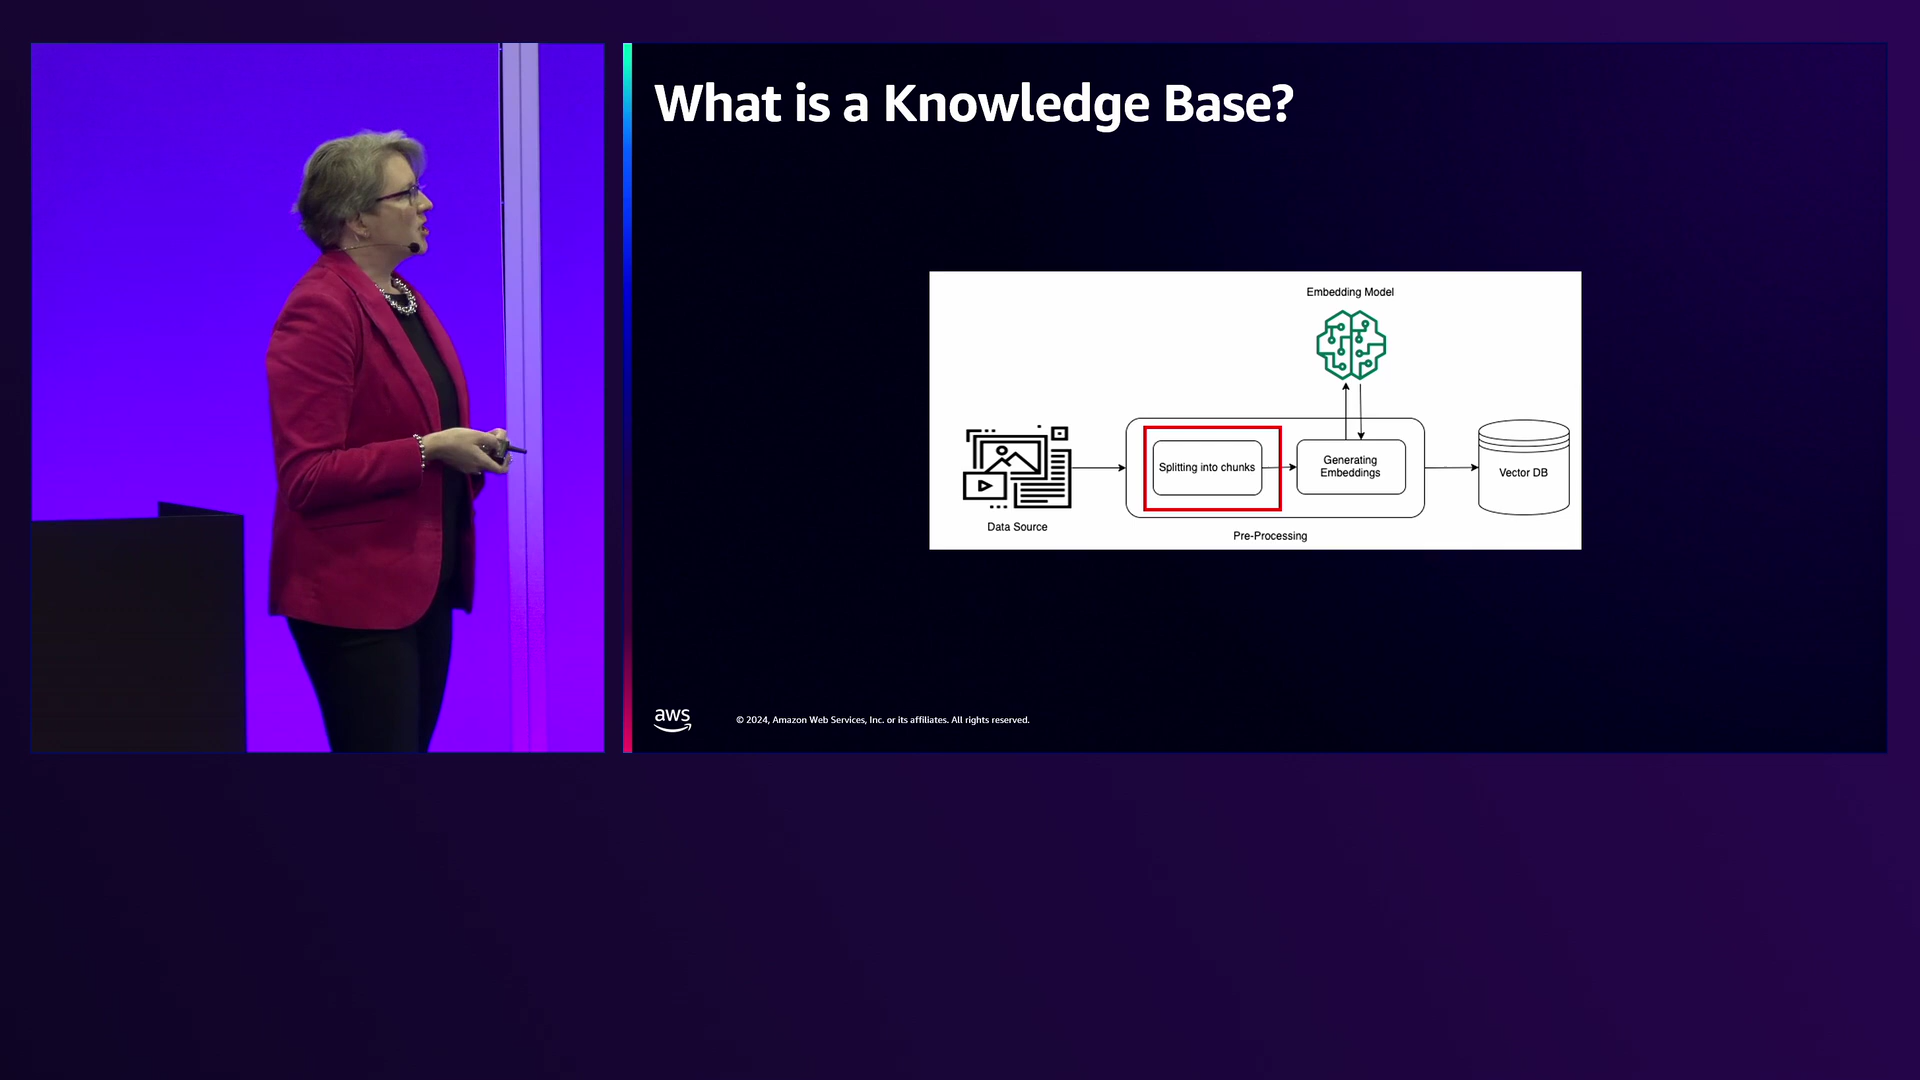 What is a Knowledge Base?
Embedding Model
Splitting into chunks
Generating
Embeddings
Vector DB
Data Source
Pre-Processing
aws
© 2024, Amazon Web Services, Inc. or its affiliates. All rights reserved.